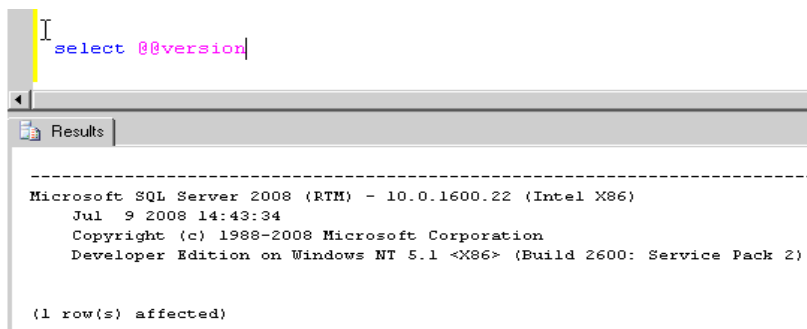 select @@version
Results
--------------------------------------------------------------------------------
Microsoft SQL Server 2008 (RTM) - 10.0.1600.22 (Intel X86)
Jul 9 2008 14:43:34
Copyright (c) 1988-2008 Microsoft Corporation
Developer Edition on Windows NT 5.1 <X86> (Build 2600: Service Pack 2)
(1 row(s) affected)